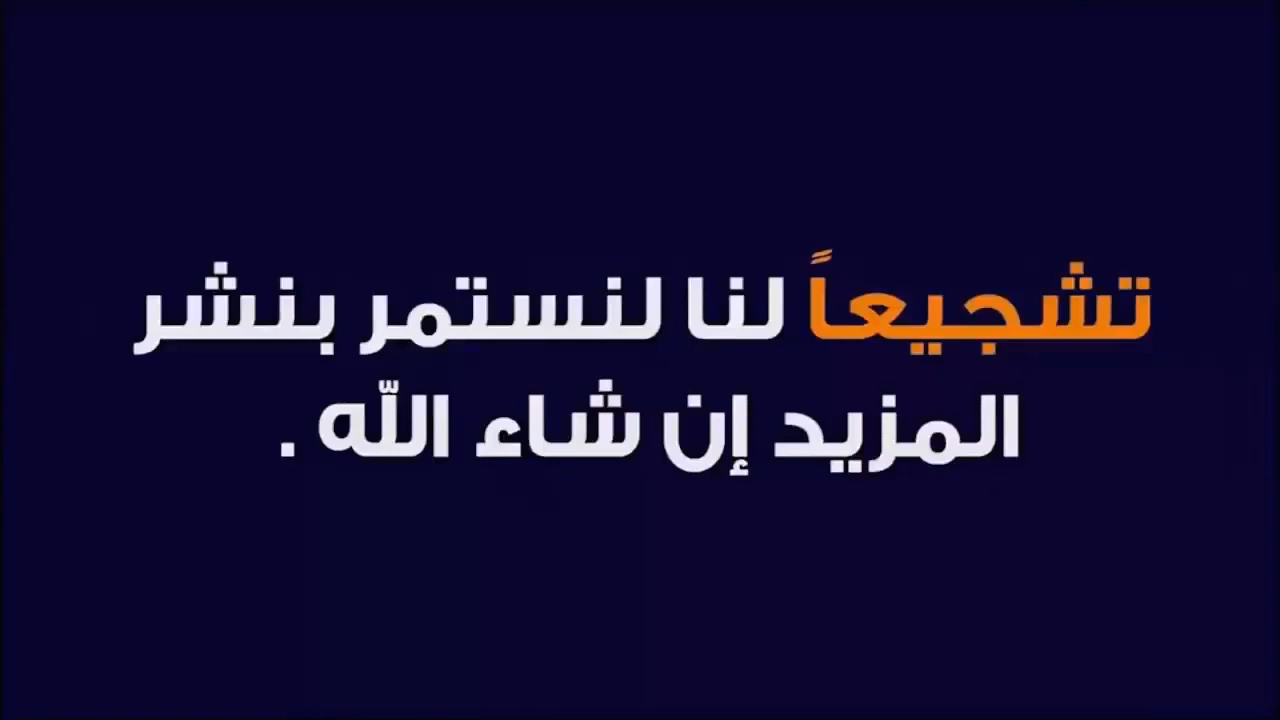 تشجيعاً لنا لنستمر بنشر
المزيد إن شاء اللّه .